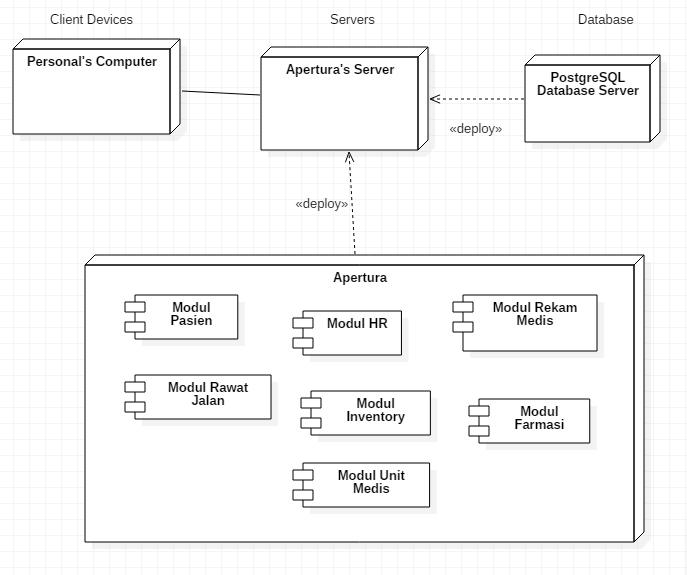 Client Devices
Servers
Database
Personal's Computer
Apertura's Server
PostgreSQL
Database Server
«deploy»
«deploy»
Apertura
Modul
Pasien
Modul HR
Modul Rekam
Medis
Modul Rawat
Jalan
Modul
Inventory
Modul
Farmasi
Modul Unit
Medis